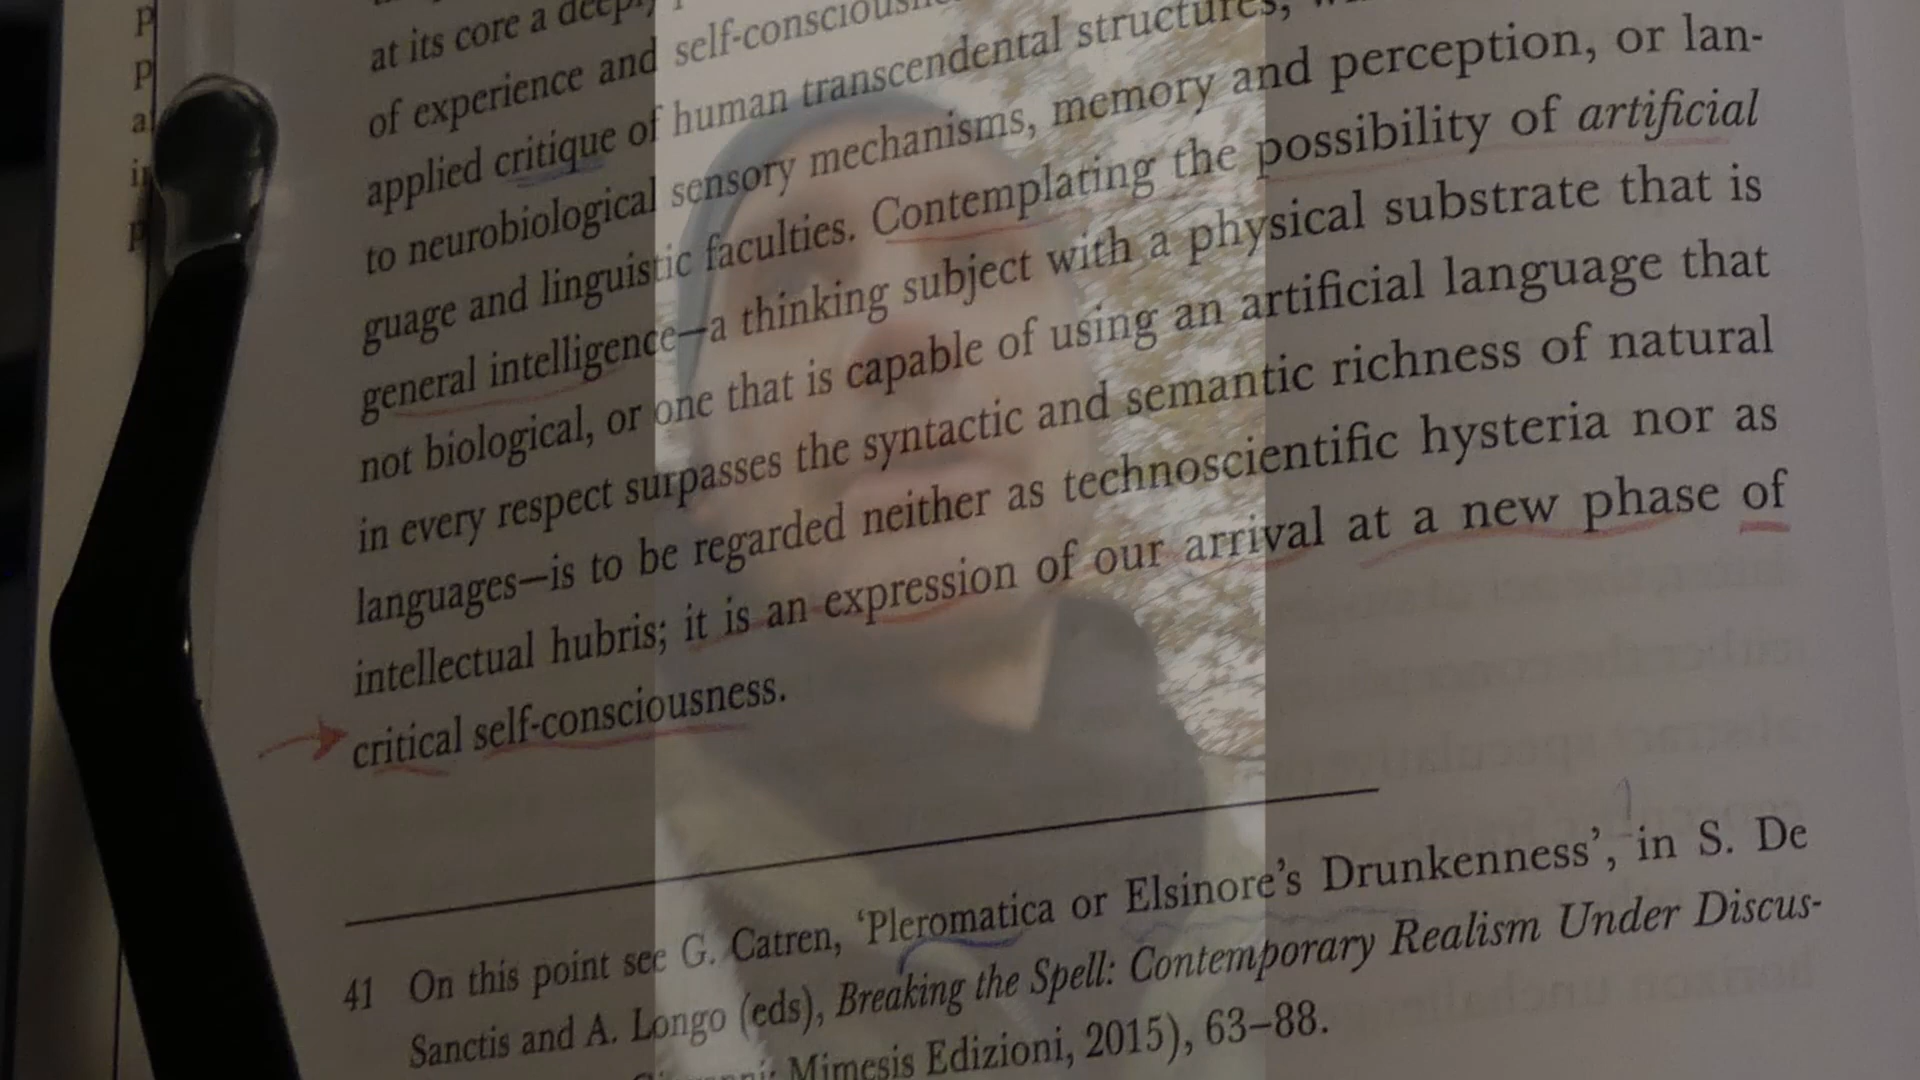 at its core a deeply
of experience and self-consciousness
applied critique of human transcendental structures,
to neurobiological sensory mechanisms, memory and perception, or lan-
guage and linguistic faculties. Contemplating the possibility of artificial
general intelligence—a thinking subject with a physical substrate that is
not biological, or one that is capable of using an artificial language that
in every respect surpasses the syntactic and semantic richness of natural
languages—is to be regarded neither as technoscientific hysteria nor as
intellectual hubris; it is an expression of our arrival at a new phase of
critical self-consciousness.
41 On this point see G. Catren, ‘Pleromatica or Elsinore’s Drunkenness’, in S. De
Sanctis and A. Longo (eds), Breaking the Spell: Contemporary Realism Under Discus-
Mimesis Edizioni, 2015), 63–88.